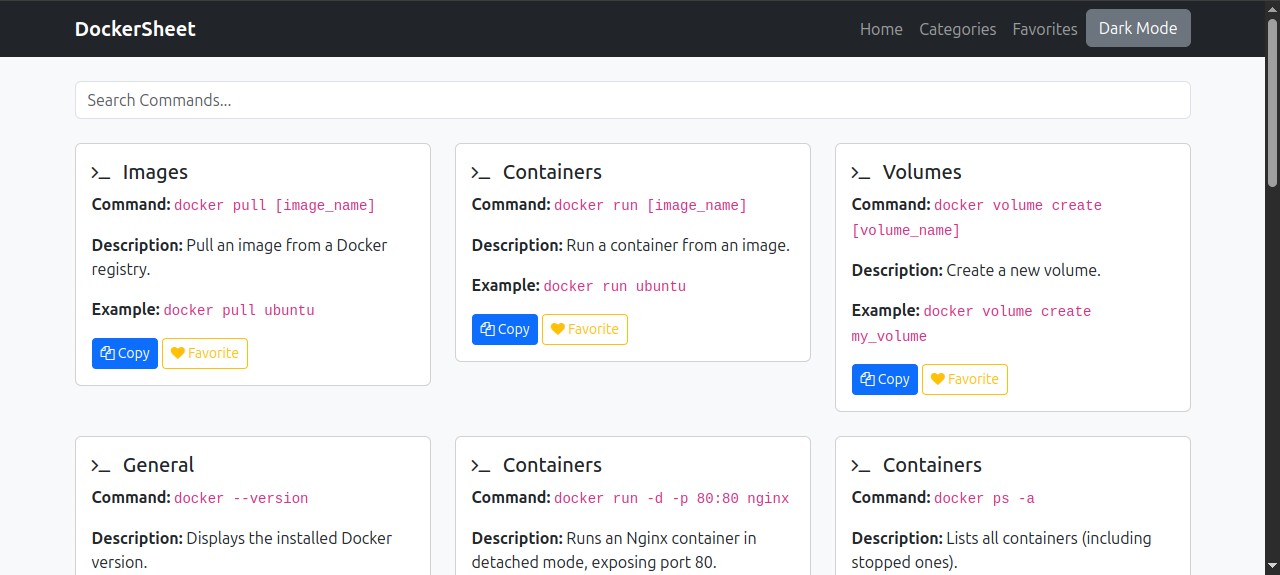 DockerSheet
Home Categories Favorites Dark Mode
Search Commands...
Images
Command: docker pull [image_name]
Description: Pull an image from a Docker
registry.
Example: docker pull ubuntu
Copy Favorite
Containers
Command: docker run [image_name]
Description: Run a container from an image.
Example: docker run ubuntu
Copy Favorite
Volumes
Command: docker volume create
[volume_name]
Description: Create a new volume.
Example: docker volume create
my_volume
Copy Favorite
General
Command: docker --version
Description: Displays the installed Docker
version.
Containers
Command: docker run -d -p 80:80 nginx
Description: Runs an Nginx container in
detached mode, exposing port 80.
Containers
Command: docker ps -a
Description: Lists all containers (including
stopped ones).